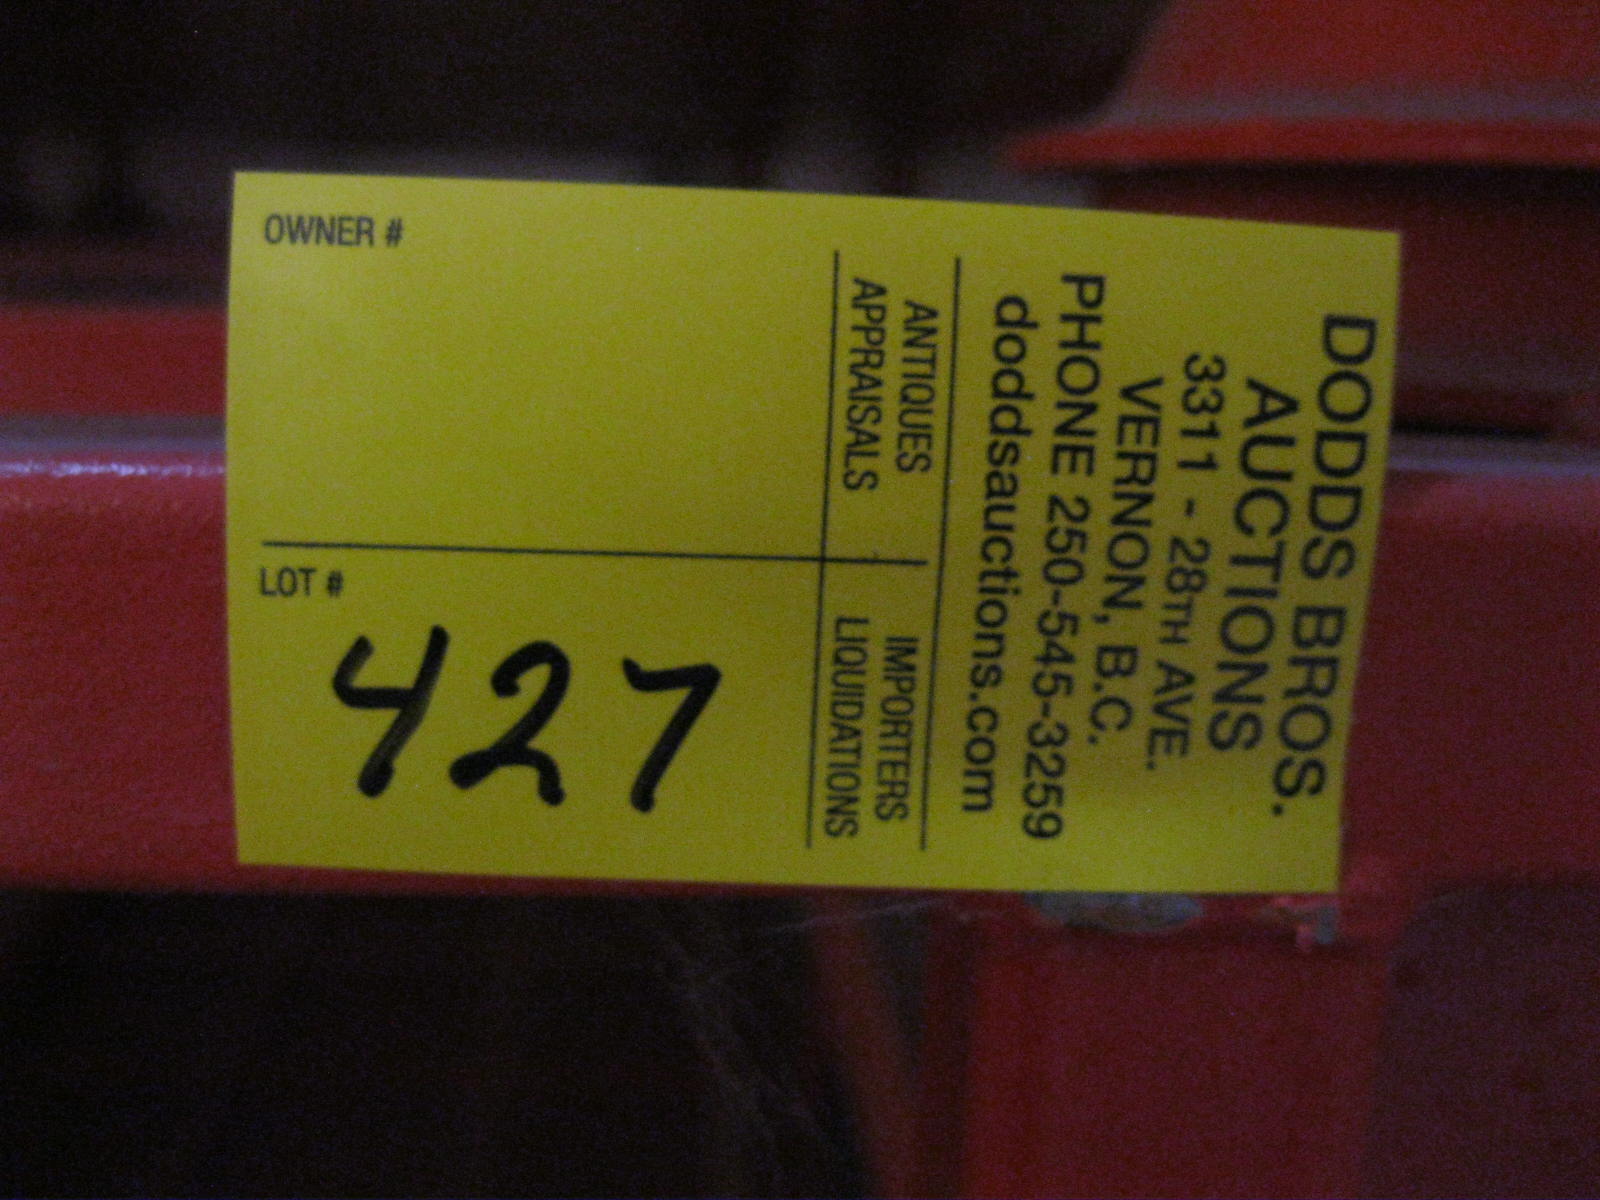 DODDS BROS.
AUCTIONS
3311 - 28TH AVE.
VERNON, B.C.
PHONE 250-545-3259
doddsauctions.com
ANTIQUES
APPRAISALS
IMPORTERS
LIQUIDATIONS
OWNER #
LOT #
427